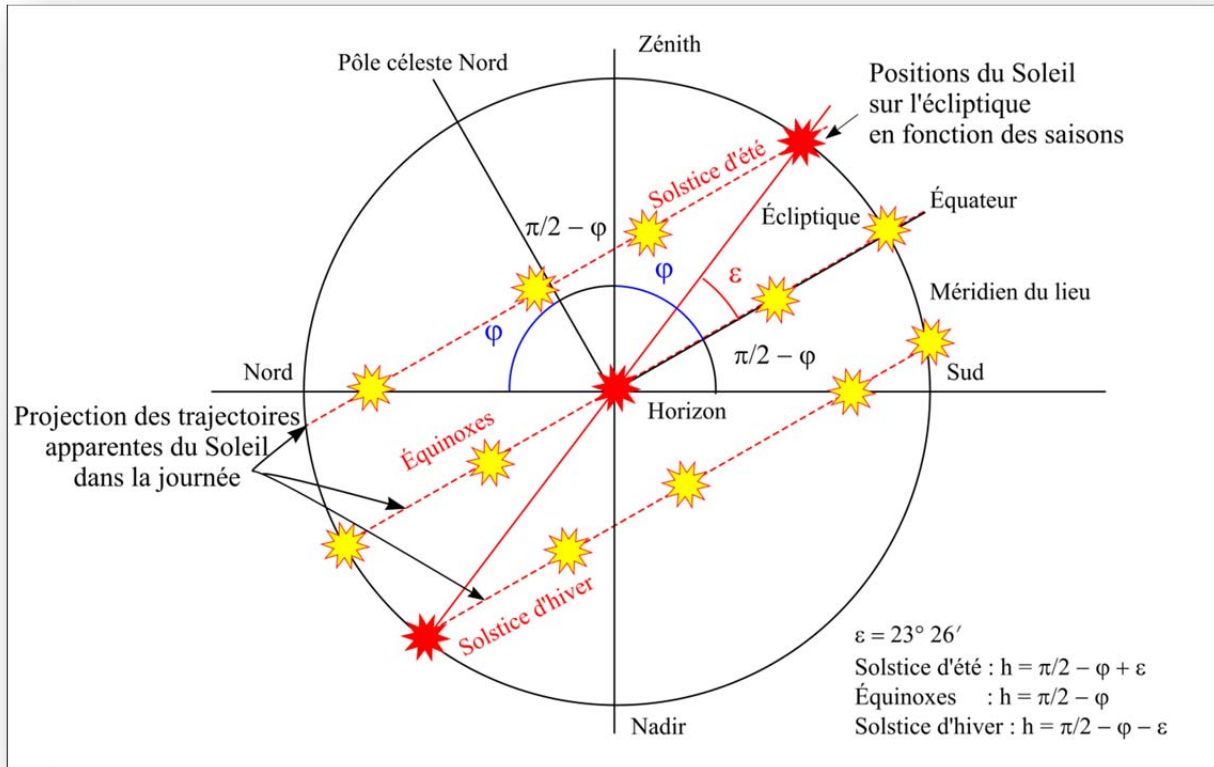 Zénith
Pôle céleste Nord
Positions du Soleil
sur l'écliptique
en fonction des saisons
Solstice d'été
Écliptique
Équateur
π/2 − φ
φ
ε
Méridien du lieu
φ
π/2 − φ
Nord
Sud
Horizon
Projection des trajectoires
apparentes du Soleil
dans la journée
Équinoxes
Solstice d'hiver
Nadir
ε = 23° 26′
Solstice d'été : h = π/2 − φ + ε
Équinoxes : h = π/2 − φ
Solstice d'hiver : h = π/2 − φ − ε